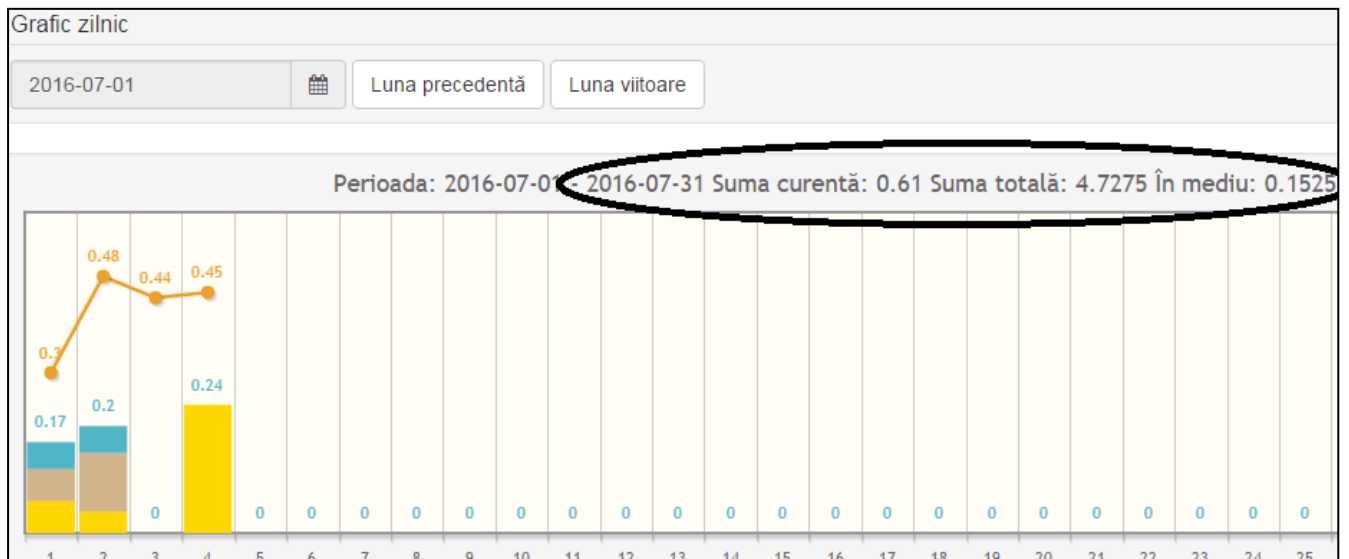 Grafic zilnic
2016-07-01 Luna precedentă Luna viitoare
Perioada: 2016-07-01 - 2016-07-31 Suma curentă: 0.61 Suma totală: 4.7275 În mediu: 0.1525
0.48
0.44 0.45
0.3
0.24
0.2
0.17
0 0 0 0 0 0 0 0 0 0 0 0 0 0 0 0 0 0 0 0 0 0
1 2 3 4 5 6 7 8 9 10 11 12 13 14 15 16 17 18 19 20 21 22 23 24 25